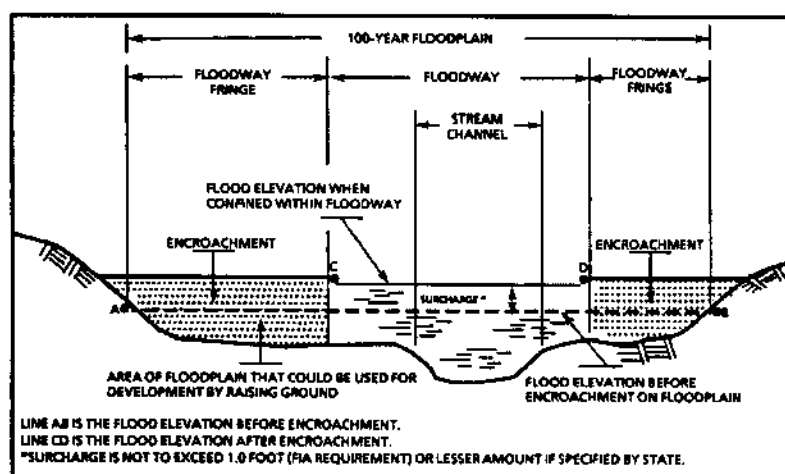 100-YEAR FLOODPLAIN
FLOODWAY
FRINGE
FLOODWAY
FLOODWAY
FRINGE
STREAM
CHANNEL
FLOOD ELEVATION WHEN
CONFINED WITHIN FLOODWAY
ENCROACHMENT
C
D
ENCROACHMENT
SURCHARGE*
A
B
AREA OF FLOODPLAIN THAT COULD BE USED FOR
DEVELOPMENT BY RAISING GROUND
FLOOD ELEVATION BEFORE
ENCROACHMENT ON FLOODPLAIN
LINE AB IS THE FLOOD ELEVATION BEFORE ENCROACHMENT.
LINE CD IS THE FLOOD ELEVATION AFTER ENCROACHMENT.
*SURCHARGE IS NOT TO EXCEED 1.0 FOOT (FIA REQUIREMENT) OR LESSER AMOUNT IF SPECIFIED BY STATE.